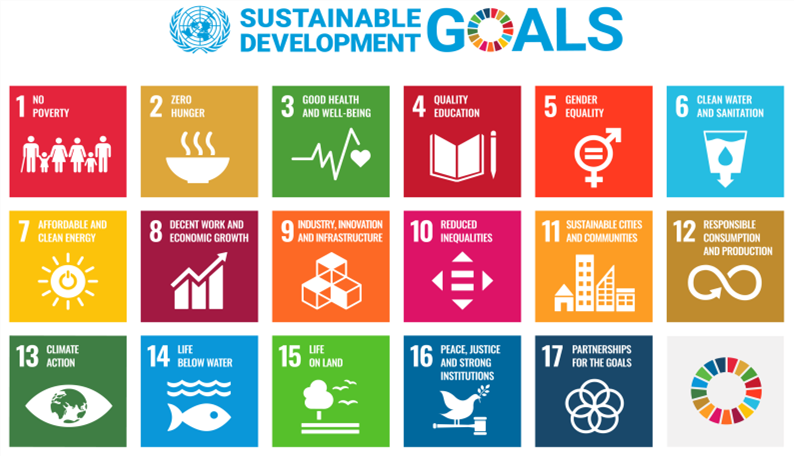 SUSTAINABLE
DEVELOPMENT
GOALS
1 NO
POVERTY
2 ZERO
HUNGER
3 GOOD HEALTH
AND WELL-BEING
4 QUALITY
EDUCATION
5 GENDER
EQUALITY
6 CLEAN WATER
AND SANITATION
7 AFFORDABLE AND
CLEAN ENERGY
8 DECENT WORK AND
ECONOMIC GROWTH
9 INDUSTRY, INNOVATION
AND INFRASTRUCTURE
10 REDUCED
INEQUALITIES
11 SUSTAINABLE CITIES
AND COMMUNITIES
12 RESPONSIBLE
CONSUMPTION
AND PRODUCTION
13 CLIMATE
ACTION
14 LIFE
BELOW WATER
15 LIFE
ON LAND
16 PEACE, JUSTICE
AND STRONG
INSTITUTIONS
17 PARTNERSHIPS
FOR THE GOALS